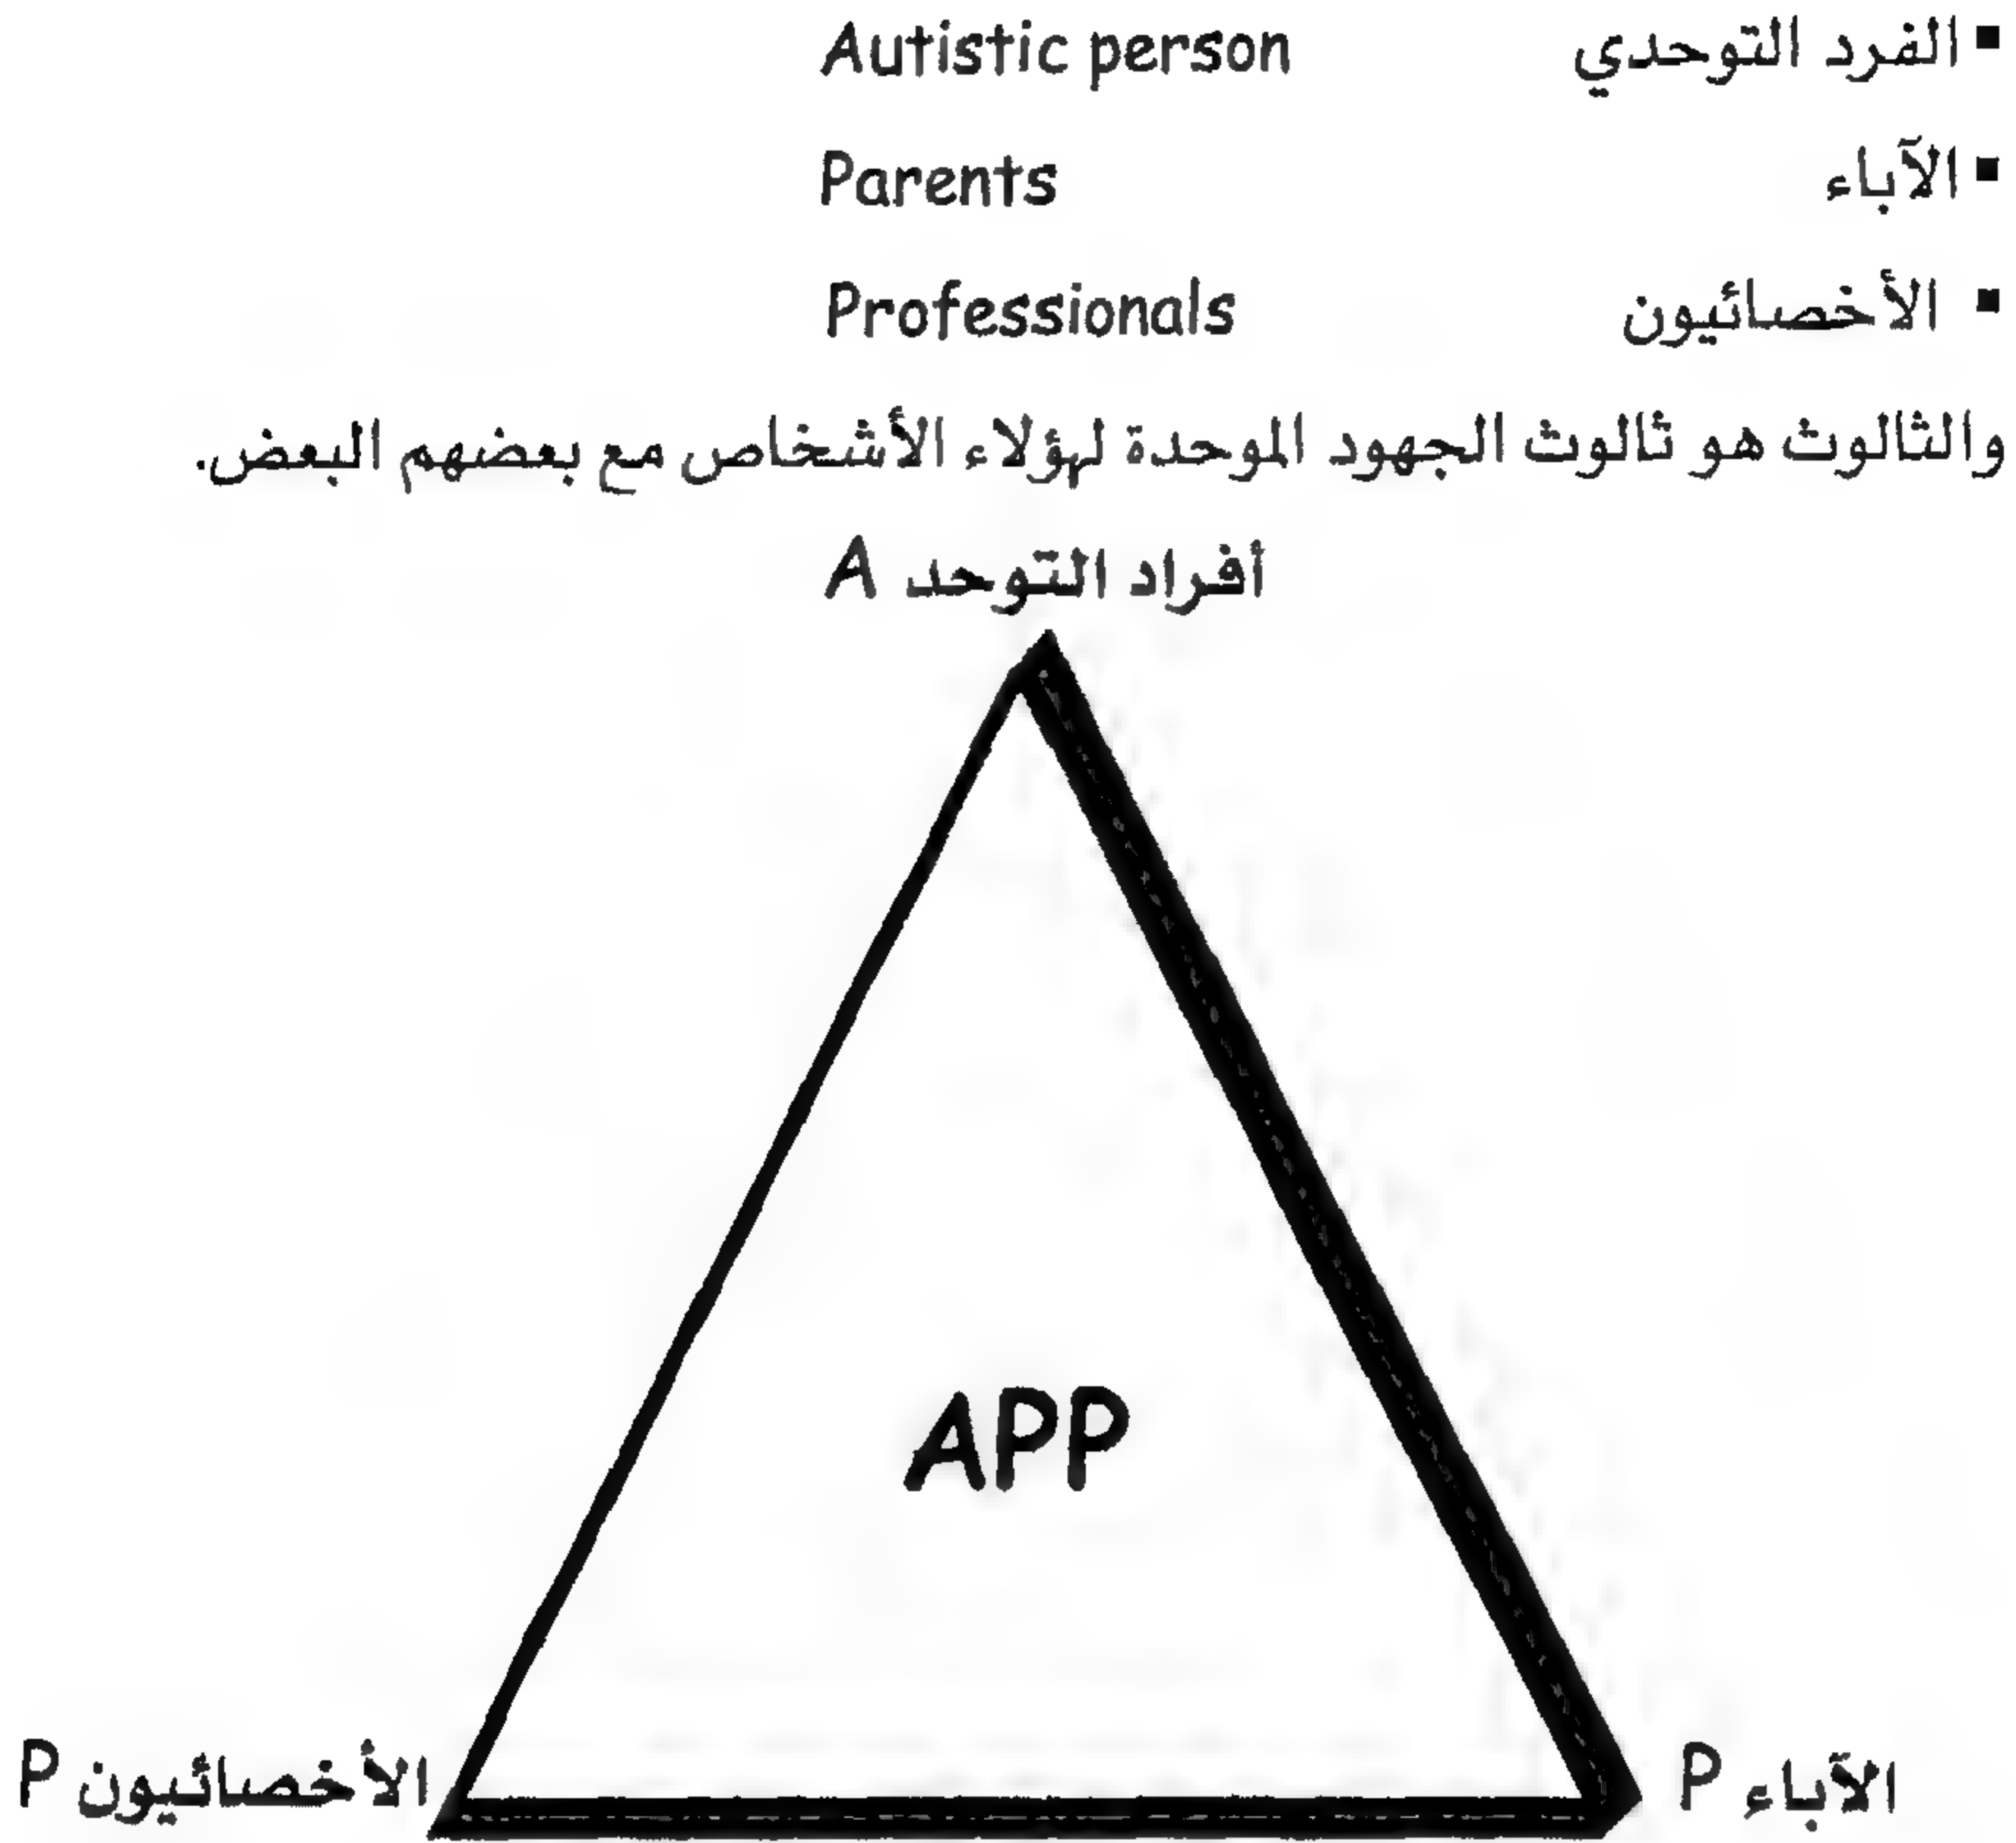 ▪ الفرد التوحدي Autistic person
▪ الآباء Parents
▪ الأخصائيون Professionals
والثالوث هو ثالوث الجهود الموحدة لهؤلاء الأشخاص مع بعضهم البعض.
أفراد التوحد A
APP
الآباء P
الأخصائيون P